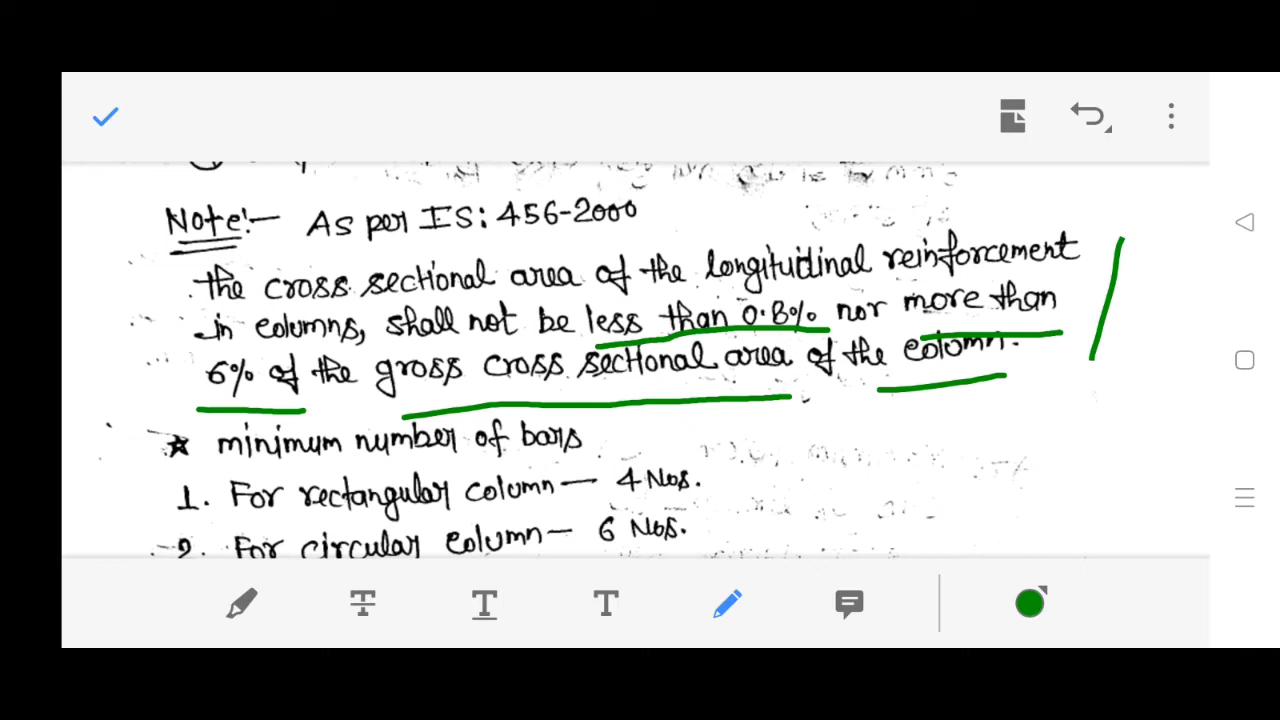 Note:- As per IS: 456-2000
the cross sectional area of the longitudinal reinforcement
in columns, shall not be less than 0.8% nor more than
6% of the gross cross sectional area of the column.
★ minimum number of bars
1. For rectangular column — 4 Nos.
2. For circular column — 6 Nos.